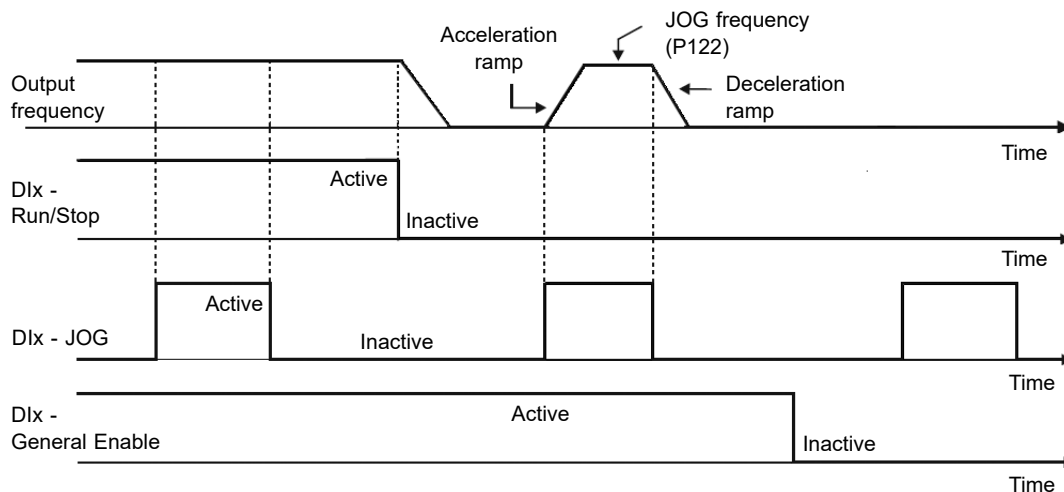 JOG frequency
(P122)
Acceleration
ramp
Output
frequency
Deceleration
ramp
Time
DIx -
Run/Stop
Active
Inactive
Time
DIx - JOG
Active
Inactive
Time
DIx -
General Enable
Active
Inactive
Time